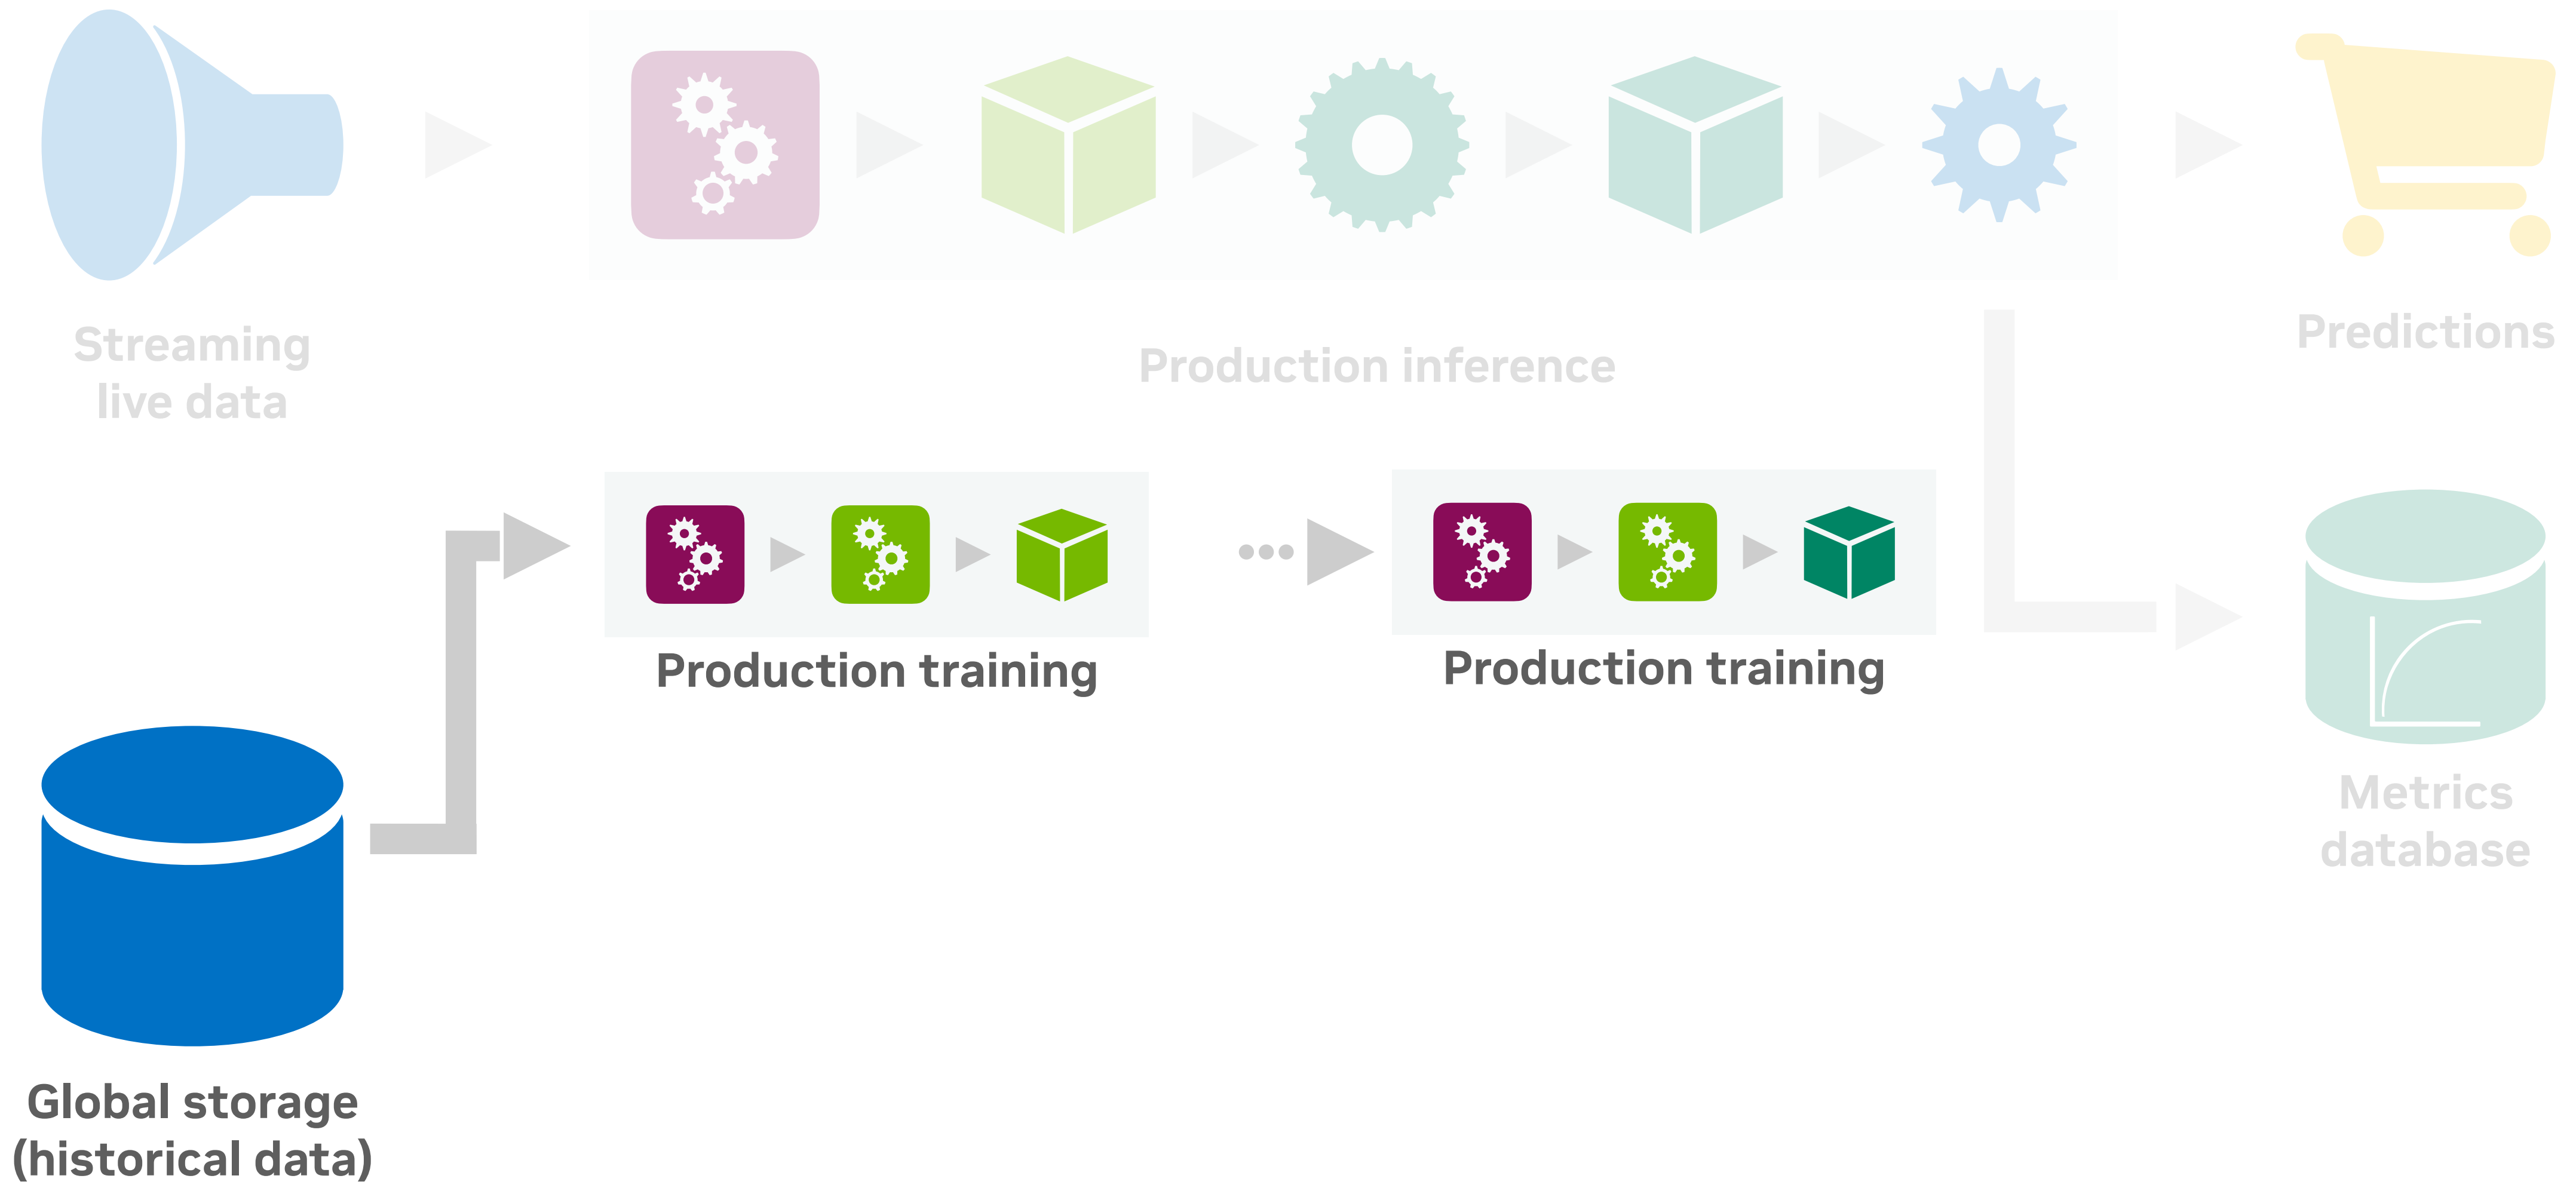 Streaming
live data
Production inference
Predictions
Production training
Production training
Metrics
database
Global storage
(historical data)